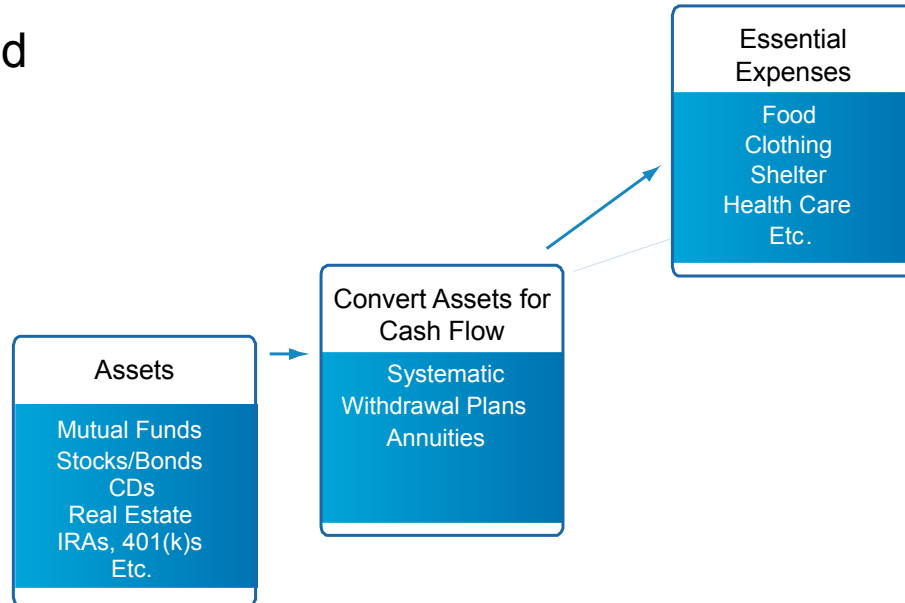 d
Essential
Expenses
Food
Clothing
Shelter
Health Care
Etc.
Convert Assets for
Cash Flow
Systematic
Withdrawal Plans
Annuities
Assets
Mutual Funds
Stocks/Bonds
CDs
Real Estate
IRAs, 401(k)s
Etc.